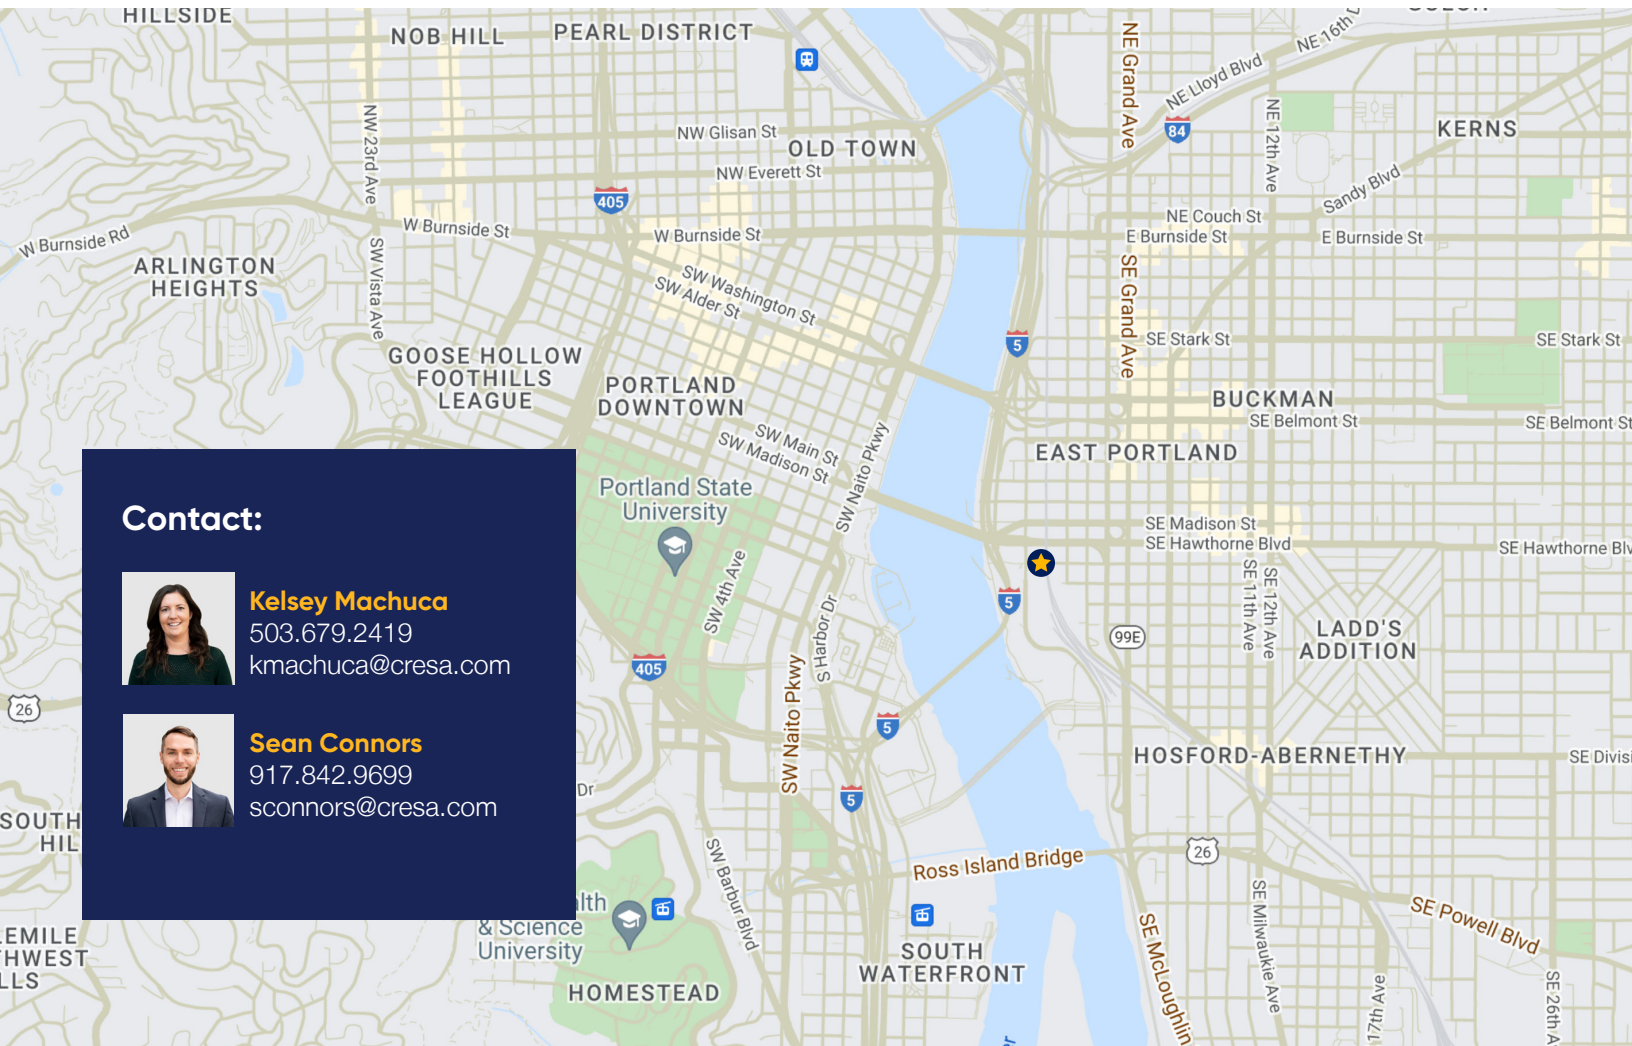 HILLSIDE
NOB HILL
PEARL DISTRICT
NE Grand Ave
NE 16th
NE Lloyd Blvd
84
NE 12th Ave
KERNS
NW 23rd Ave
NW Glisan St
OLD TOWN
NW Everett St
405
Sandy Blvd
W Burnside Rd
W Burnside St
W Burnside St
NE Couch St
E Burnside St
E Burnside St
ARLINGTON
HEIGHTS
SW Vista Ave
SW Washington St
SW Alder St
SE Grand Ave
5
SE Stark St
SE Stark St
GOOSE HOLLOW
FOOTHILLS
LEAGUE
PORTLAND
DOWNTOWN
BUCKMAN
SE Belmont St
SE Belmont St
SW Main St
SW Madison St
SW Naito Pkwy
EAST PORTLAND
Portland State
University
SE Madison St
SE Hawthorne Blvd
SE Hawthorne Blv
Contact:
Kelsey Machuca
503.679.2419
kmachuca@cresa.com
Sean Connors
917.842.9699
sconnors@cresa.com
SW 4th Ave
S Harbor Dr
5
99E
SE 11th Ave
SE 12th Ave
LADD'S
ADDITION
405
26
SW Naito Pkwy
5
HOSFORD-ABERNETHY
SE Divisi
Dr
5
SOUTH
HIL
SW Barbur Blvd
Ross Island Bridge
26
SE Milwaukie Ave
SE Powell Blvd
lth
& Science
University
SE McLoughlin
SOUTH
WATERFRONT
HOMESTEAD
17th Ave
SE 26th A
EMILE
HWEST
LLS